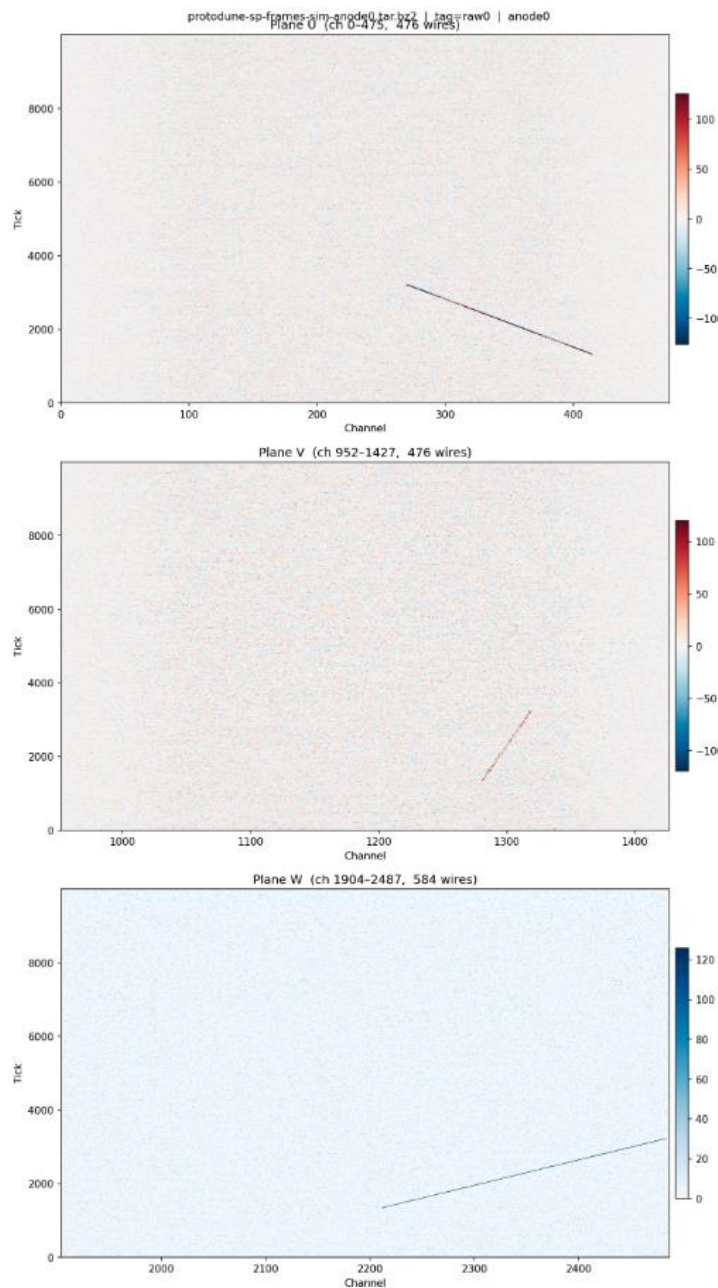 protodune-sp-frames-sim-anode0.tar.bz2 | tag=raw0 | anode0
Plane U (ch 0–475, 476 wires)
8000
6000
4000
2000
0
Tick
0 100 200 300 400
Channel
100
50
0
−50
−100
Plane V (ch 952–1427, 476 wires)
8000
6000
4000
2000
0
Tick
1000 1100 1200 1300 1400
Channel
100
50
0
−50
−100
Plane W (ch 1904–2487, 584 wires)
8000
6000
4000
2000
0
Tick
2000 2100 2200 2300 2400
Channel
120
100
80
60
40
20
0